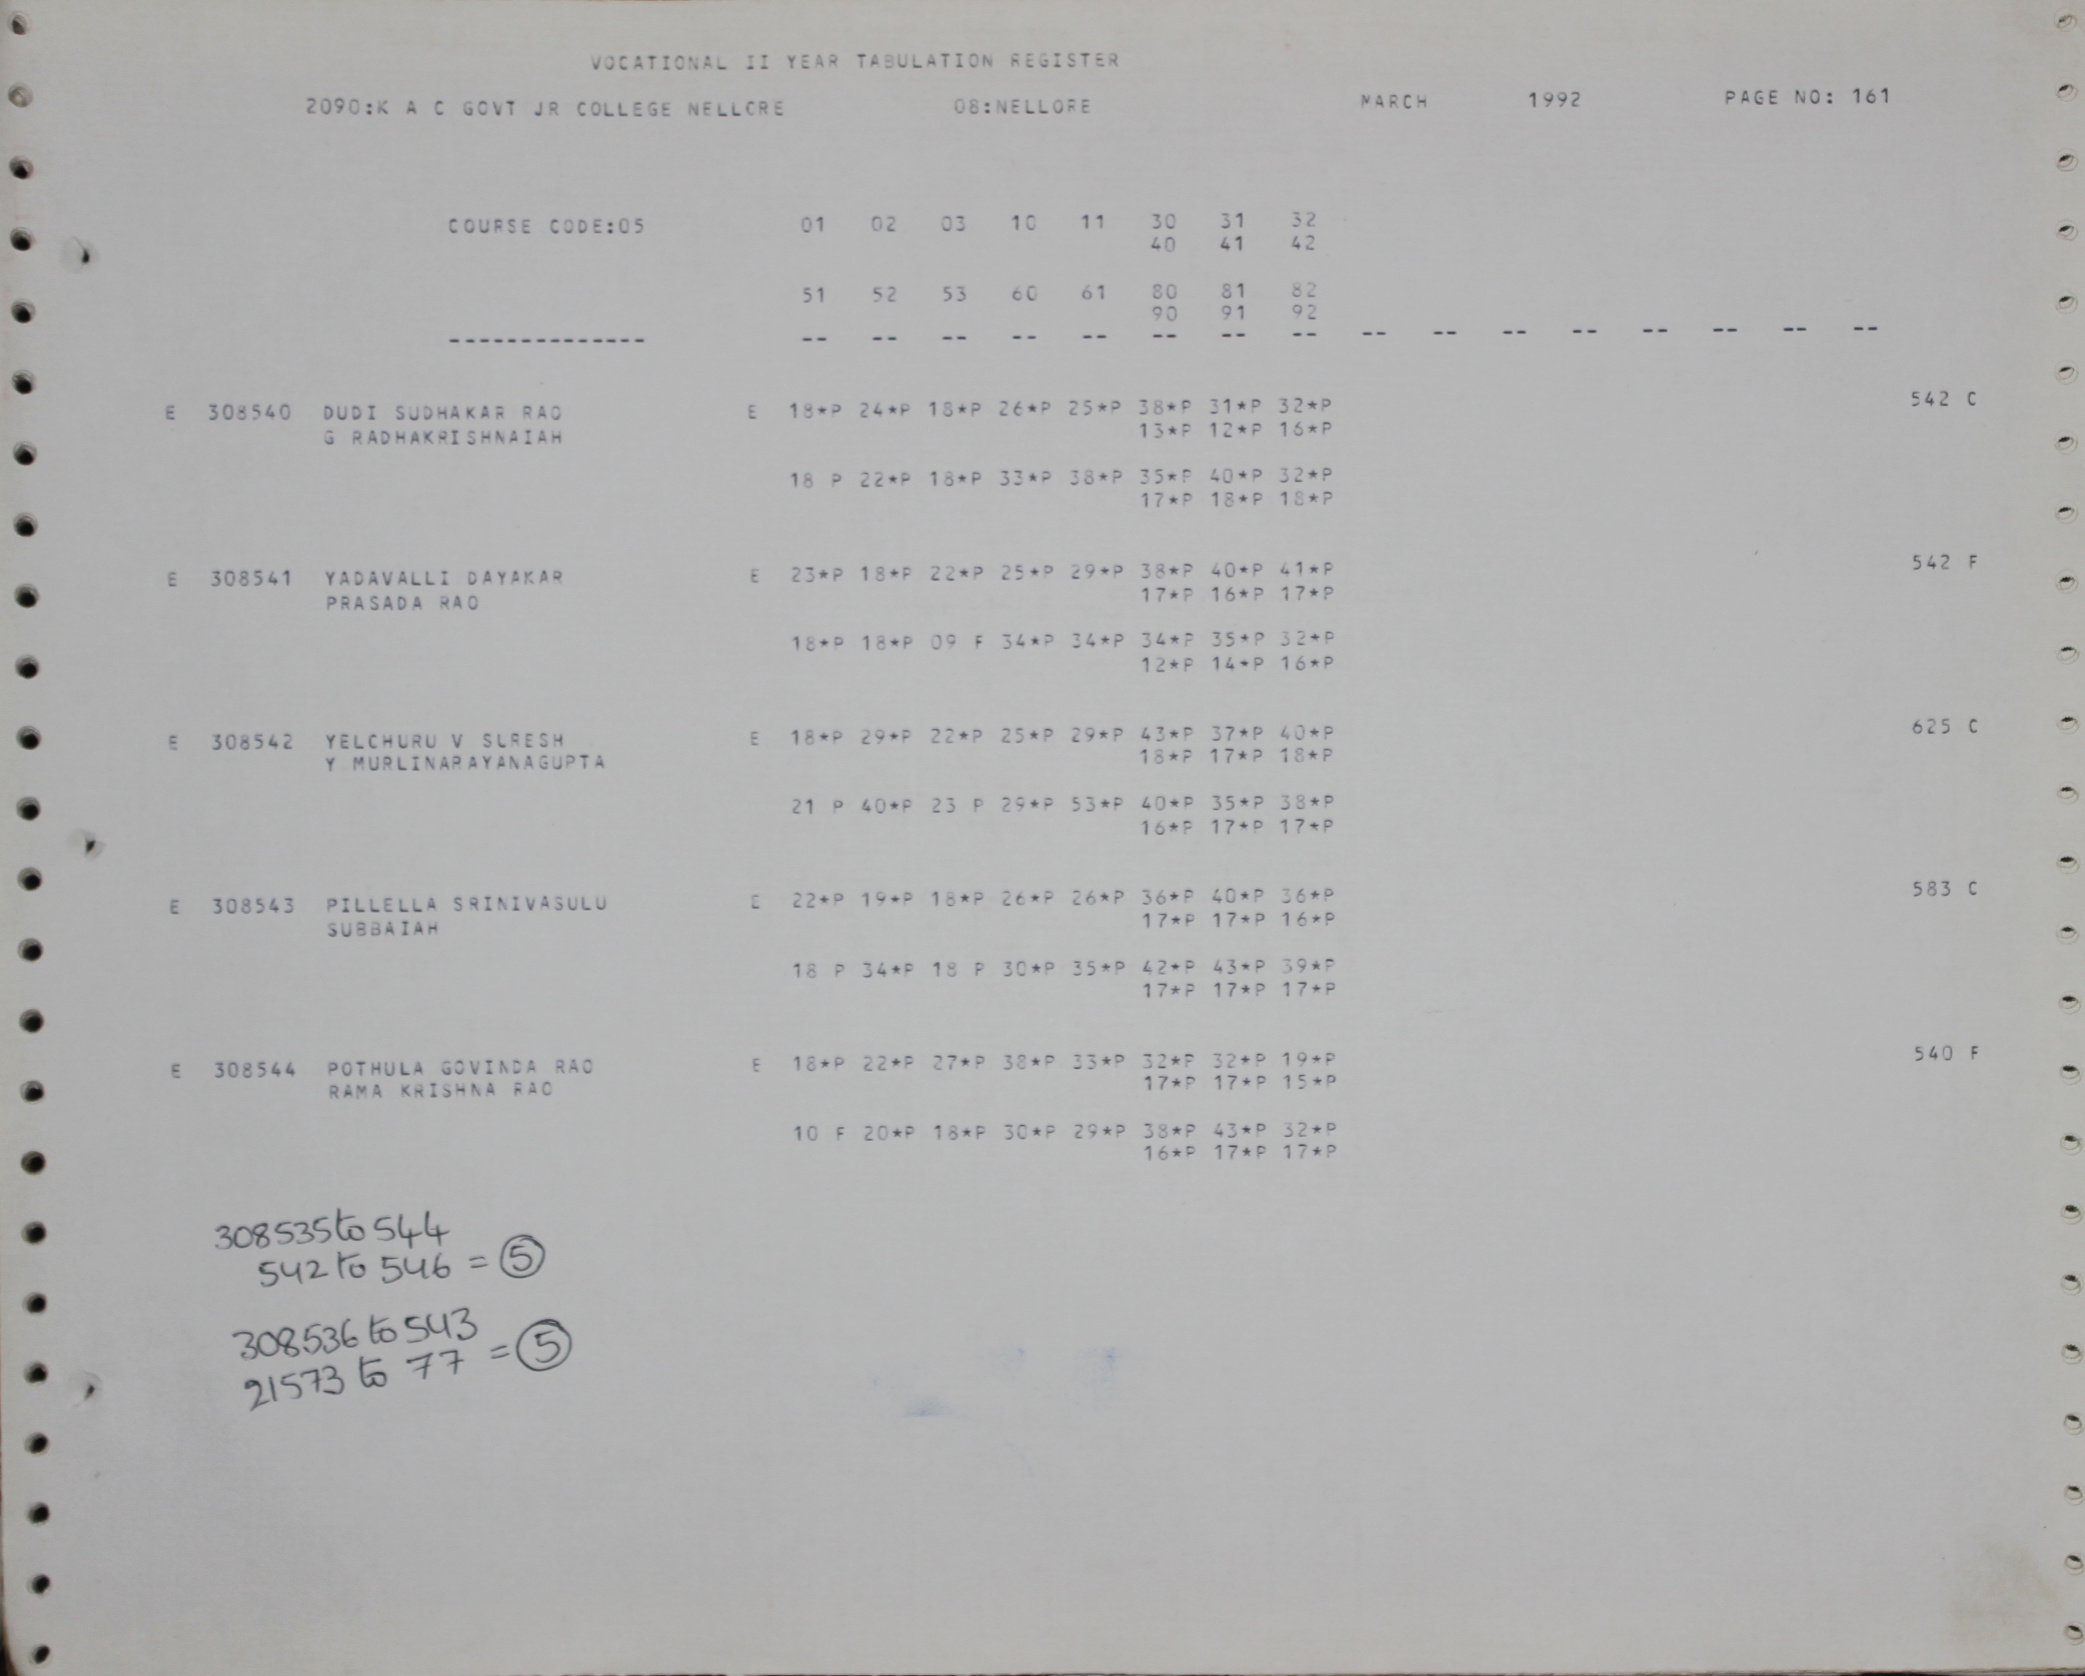 VOCATIONAL II YEAR TABULATION REGISTER
2090:K A C GOVT JR COLLEGE NELLCRE 08:NELLORE MARCH 1992 PAGE NO: 161
COURSE CODE:05 01 02 03 10 11 30 31 32
40 41 42
51 52 53 60 61 80 81 82
90 91 92
-------------- -- -- -- -- -- -- -- -- -- -- -- -- -- -- -- --
E 308540 DUDI SUDHAKAR RAO E 18*P 24*P 18*P 26*P 25*P 38*P 31*P 32*P 542 C
G RADHAKRISHNAIAH 13*P 12*P 16*P
18 P 22*P 18*P 33*P 38*P 35*P 40*P 32*P
17*P 18*P 18*P
E 308541 YADAVALLI DAYAKAR E 23*P 18*P 22*P 25*P 29*P 38*P 40*P 41*P 542 F
PRASADA RAO 17*P 16*P 17*P
18*P 18*P 09 F 34*P 34*P 34*P 35*P 32*P
12*P 14*P 16*P
E 308542 YELCHURU V SLRESH E 18*P 29*P 22*P 25*P 29*P 43*P 37*P 40*P 625 C
Y MURLINARAYANAGUPTA 18*P 17*P 18*P
21 P 40*P 23 P 29*P 53*P 40*P 35*P 38*P
16*P 17*P 17*P
E 308543 PILLELLA SRINIVASULU E 22*P 19*P 18*P 26*P 26*P 36*P 40*P 36*P 583 C
SUBBAIAH 17*P 17*P 16*P
18 P 34*P 18 P 30*P 35*P 42*P 43*P 39*P
17*P 17*P 17*P
E 308544 POTHULA GOVINDA RAO E 18*P 22*P 27*P 38*P 33*P 32*P 32*P 19*P 540 F
RAMA KRISHNA RAO 17*P 17*P 15*P
10 F 20*P 18*P 30*P 29*P 38*P 43*P 32*P
16*P 17*P 17*P
308535 to 544
542 to 546 = 5
308536 to 543
21573 to 77 = 5